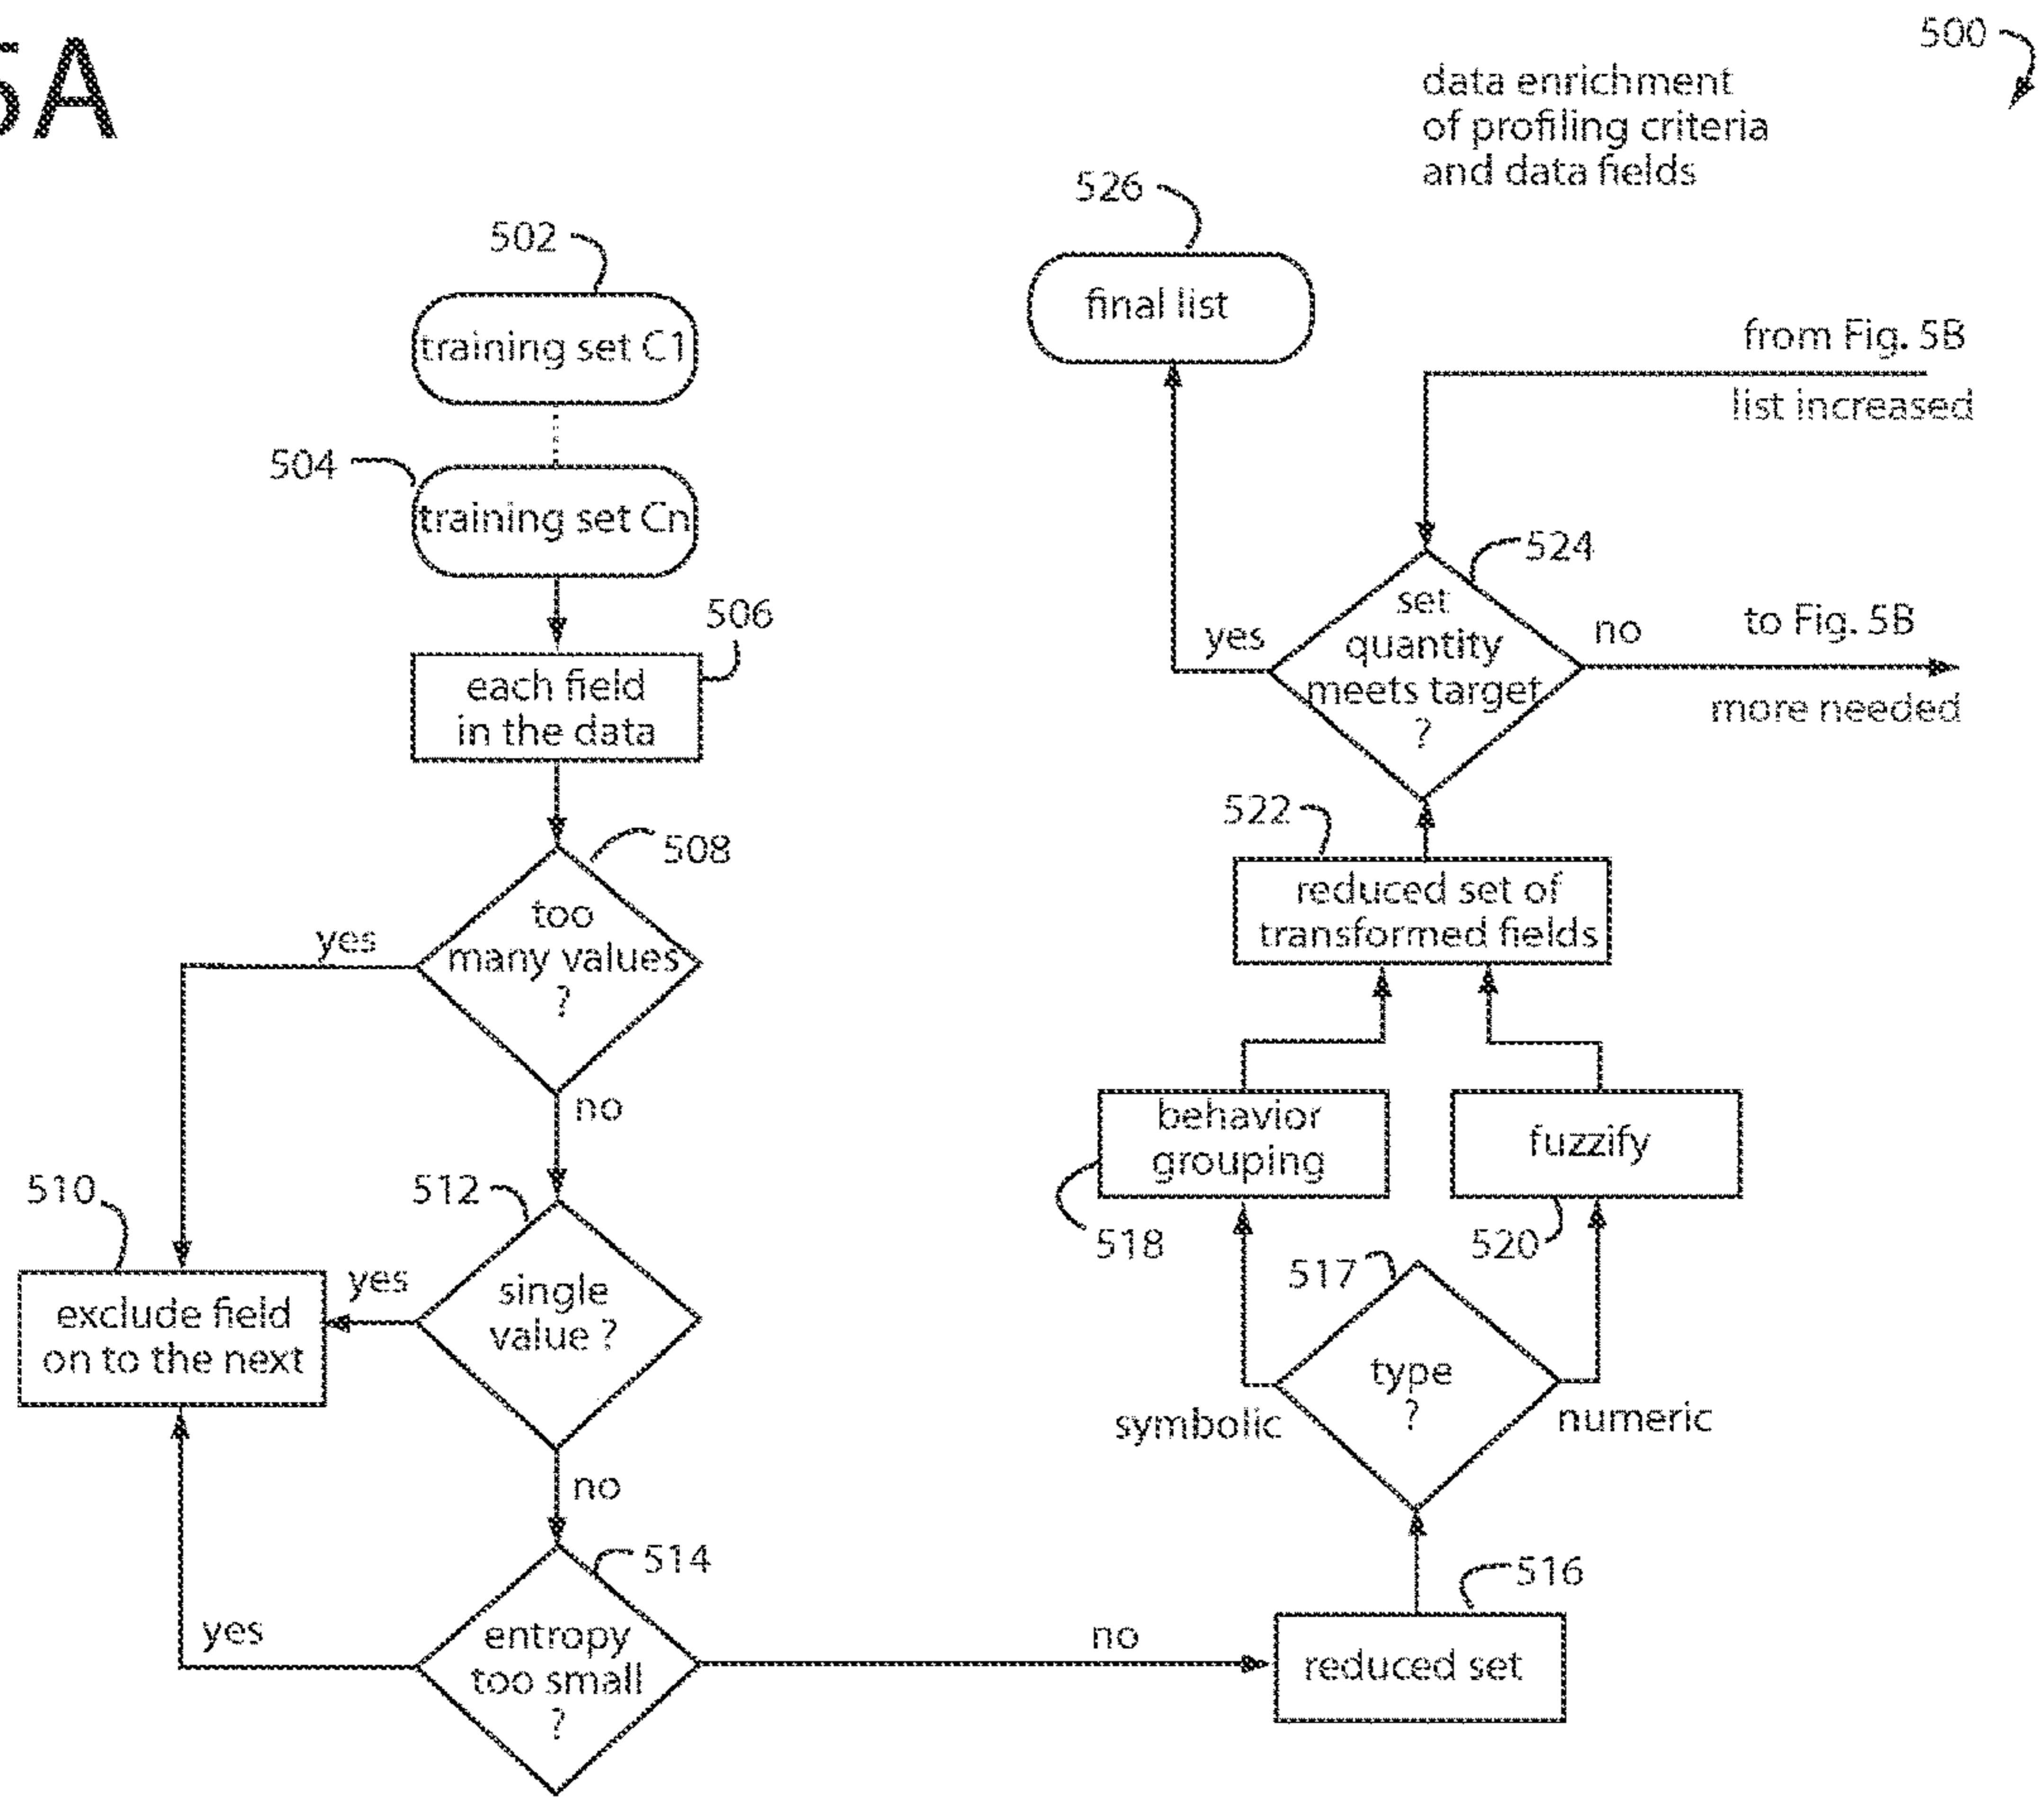 5A
500
data enrichment
of profiling criteria
and data fields
526
502
final list
training set C1
from Fig. 5B
list increased
504
training set Cn
524
set
quantity
meets target
?
yes
no
to Fig. 5B
more needed
506
each field
in the data
508
too
many values
?
yes
no
522
reduced set of
transformed fields
behavior
grouping
fuzzify
518
520
510
512
exclude field
on to the next
yes
single
value ?
no
517
type
?
symbolic
numeric
514
entropy
too small
?
yes
no
516
reduced set